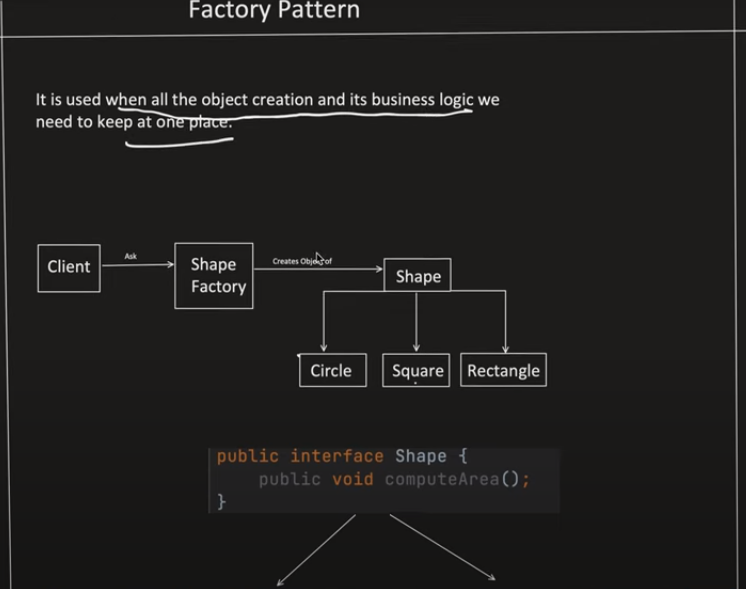 Factory Pattern
It is used when all the object creation and its business logic we
need to keep at one place.
Client
Ask
Shape
Factory
Creates Object of
Shape
Circle
Square
Rectangle
public interface Shape {
public void computeArea();
}